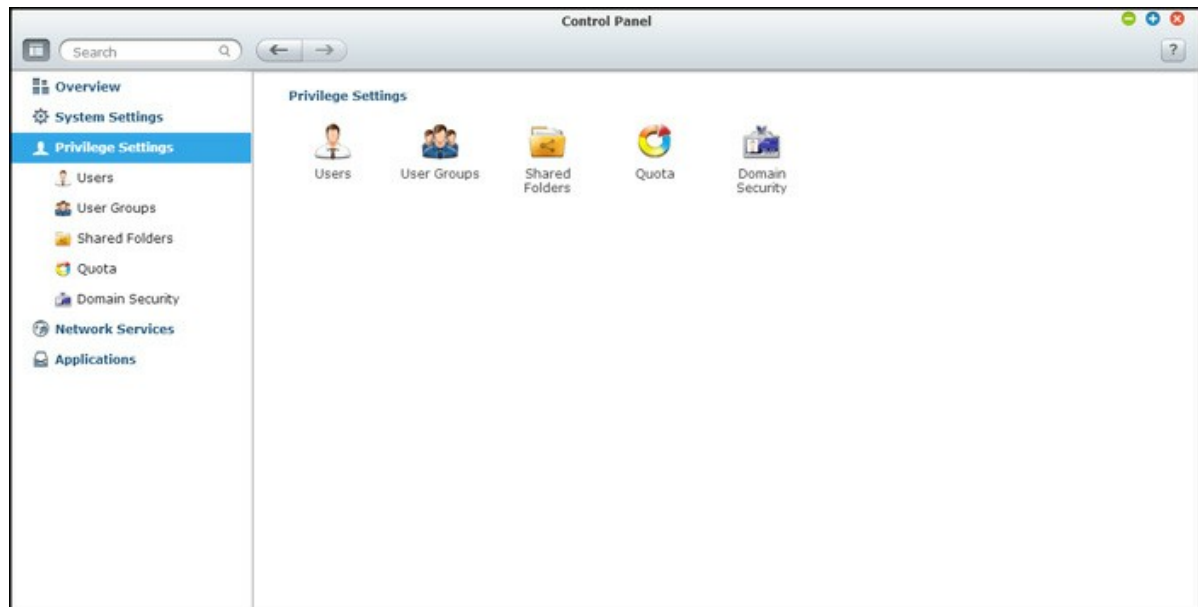 Control Panel
Search
?
Overview
System Settings
Privilege Settings
Users
User Groups
Shared Folders
Quota
Domain Security
Network Services
Applications
Privilege Settings
Users
User Groups
Shared
Folders
Quota
Domain
Security